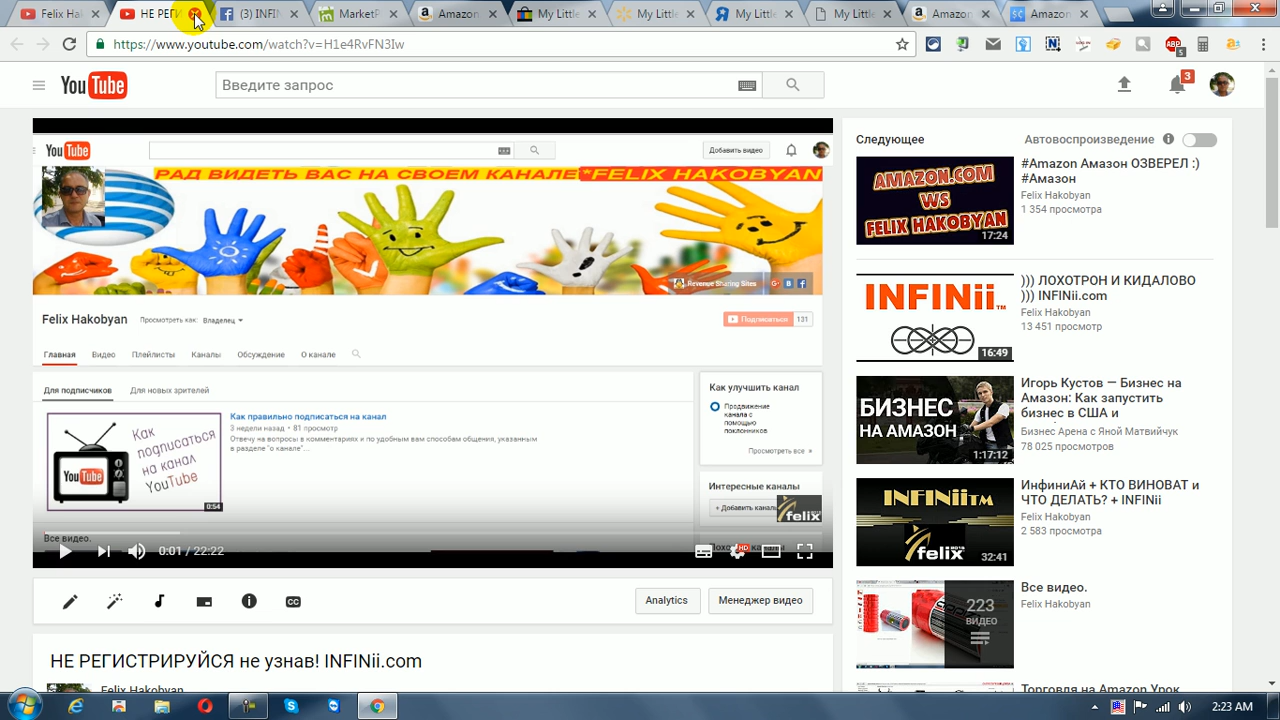 My Little
НЕ РЕГИ
(3) INFIN
MarketP
Amazon
My Little
My Little
My Little
My Little
Amazon
Amazon
https://www.youtube.com/watch?v=H1e4RvFN3Iw
ABP
5
YouTube
Введите запрос
3
YouTube
Добавить видео
РАД ВИДЕТЬ ВАС НА СВОЕМ КАНАЛЕ*FELIX HAKOBYAN
Revenue Sharing Sites
Felix Hakobyan
Просмотреть как: Владелец
Подписаться 131
Главная Видео Плейлисты Каналы Обсуждение О канале
Для подписчиков Для новых зрителей
Как правильно подписаться на канал
3 недели назад • 81 просмотр
Отвечу на вопросы в комментариях и по удобным вам способам общения, указанным
в разделе "о канале"...
Как
подписаться
на канал
YouTube
YouTube
0:54
Как улучшить канал
Продвижение
канала с
помощью
поклонников
Просмотреть все »
Интересные каналы
+ Добавить каналы
felix
Все видео.
0:01 / 22:22
HD
CC
Analytics
Менеджер видео
НЕ РЕГИСТРИРУЙСЯ не узнав! INFINii.com
Felix Hakobyan
Следующее
Автовоспроизведение
AMAZON.COM
WS
FELIX HAKOBYAN
17:24
#Amazon Амазон ОЗВЕРЕЛ :)
#Амазон
Felix Hakobyan
1 354 просмотра
INFINii TM
16:49
))) ЛОХОТРОН И КИДАЛОВО
))) INFINii.com
Felix Hakobyan
13 451 просмотр
БИЗНЕС
НА АМАЗОН
1:17:12
Игорь Кустов — Бизнес на
Амазон: Как запустить
бизнес в США и
Бизнес Арена с Яной Матвийчук
78 025 просмотров
INFINii TM
felix
32:41
ИнфиниАй + КТО ВИНОВАТ и
ЧТО ДЕЛАТЬ? + INFINii
Felix Hakobyan
2 583 просмотра
223
ВИДЕО
Все видео.
Felix Hakobyan
Торговля на Amazon Урок
2:23 AM